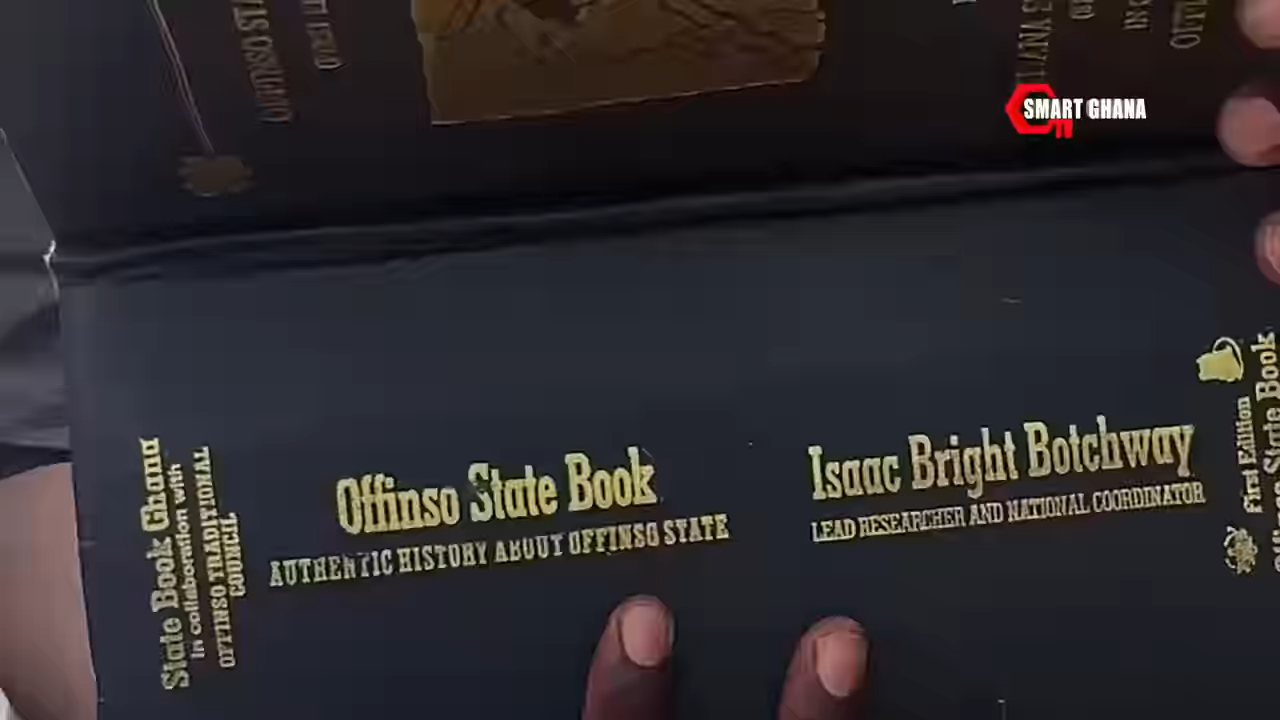 SMART GHANA
TV
State Book Ghana
in collaboration with
OFFINSO TRADITIONAL
COUNCIL
Offinso State Book
AUTHENTIC HISTORY ABOUT OFFINSO STATE
Isaac Bright Botchway
LEAD RESEARCHER AND NATIONAL COORDINATOR
First Edition
State Book